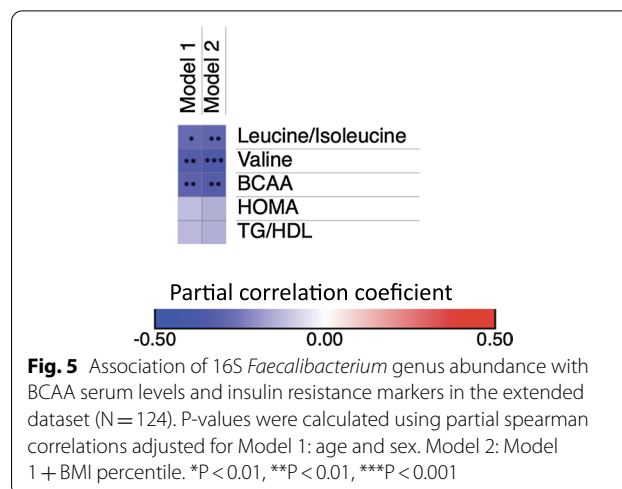 Model 1
Model 2
* ** Leucine/Isoleucine
** *** Valine
** ** BCAA
HOMA
TG/HDL
Partial correlation coeficient
-0.50 0.00 0.50
Fig. 5 Association of 16S Faecalibacterium genus abundance with
BCAA serum levels and insulin resistance markers in the extended
dataset (N = 124). P-values were calculated using partial spearman
correlations adjusted for Model 1: age and sex. Model 2: Model
1 + BMI percentile. *P < 0.01, **P < 0.01, ***P < 0.001